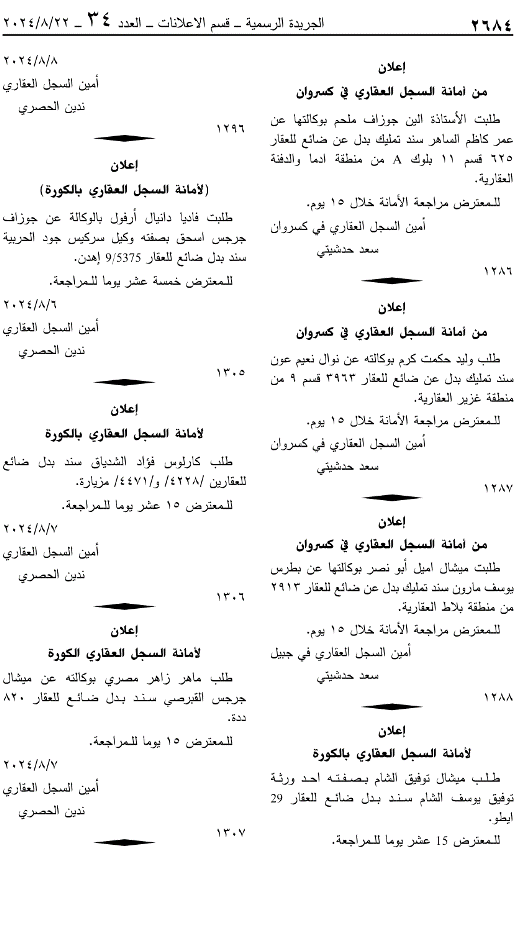 ٢٦٨٤
الجريدة الرسمية ـ قسم الاعلانات ـ العدد ٣٤ ـ ٢٠٢٤/٨/٢٢
إعلان
من أمانة السجل العقاري في كسروان
طلبت الأستاذة الين جوزاف ملحم بوكالتها عن
عمر كاظم الساهر سند تمليك بدل عن ضائع للعقار
٦٢٥ قسم ١١ بلوك A من منطقة ادما والدفنة
العقارية.
للمعترض مراجعة الأمانة خلال ١٥ يوم.
أمين السجل العقاري في كسروان
سعد حدشيتي
١٢٨٦
إعلان
من أمانة السجل العقاري في كسروان
طلب وليد حكمت كرم بوكالته عن نوال نعيم عون
سند تمليك بدل عن ضائع للعقار ٣٩٦٣ قسم ٩ من
منطقة غزير العقارية.
للمعترض مراجعة الأمانة خلال ١٥ يوم.
أمين السجل العقاري في كسروان
سعد حدشيتي
١٢٨٧
إعلان
من أمانة السجل العقاري في كسروان
طلبت ميشال اميل أبو نصر بوكالتها عن بطرس
يوسف مارون سند تمليك بدل عن ضائع للعقار ٢٩١٣
من منطقة بلاط العقارية.
للمعترض مراجعة الأمانة خلال ١٥ يوم.
أمين السجل العقاري في جبيل
سعد حدشيتي
١٢٨٨
إعلان
لأمانة السجل العقاري بالكورة
طلب ميشال توفيق الشام بصفته احد ورثة
توفيق يوسف الشام سند بدل ضائع للعقار 29
ايطو.
للمعترض 15 عشر يوما للمراجعة.
٢٠٢٤/٨/٨
أمين السجل العقاري
ندين الحصري
١٢٩٦
إعلان
(لأمانة السجل العقاري بالكورة)
طلبت فاديا دانيال أرفول بالوكالة عن جوزاف
جرجس اسحق بصفته وكيل سركيس جود الحربية
سند بدل ضائع للعقار 9/5375 إهدن.
للمعترض خمسة عشر يوما للمراجعة.
٢٠٢٤/٨/٦
أمين السجل العقاري
ندين الحصري
١٣٠٥
إعلان
لأمانة السجل العقاري بالكورة
طلب كارلوس فؤاد الشدياق سند بدل ضائع
للعقارين /٤٢٢٨/ و/٤٤٧١/ مزيارة.
للمعترض ١٥ عشر يوما للمراجعة.
٢٠٢٤/٨/٧
أمين السجل العقاري
ندين الحصري
١٣٠٦
إعلان
لأمانة السجل العقاري الكورة
طلب ماهر زاهر مصري بوكالته عن ميشال
جرجس القبرصي سند بدل ضائع للعقار ٨٢٠
ددة.
للمعترض ١٥ يوما للمراجعة.
٢٠٢٤/٨/٧
أمين السجل العقاري
ندين الحصري
١٣٠٧